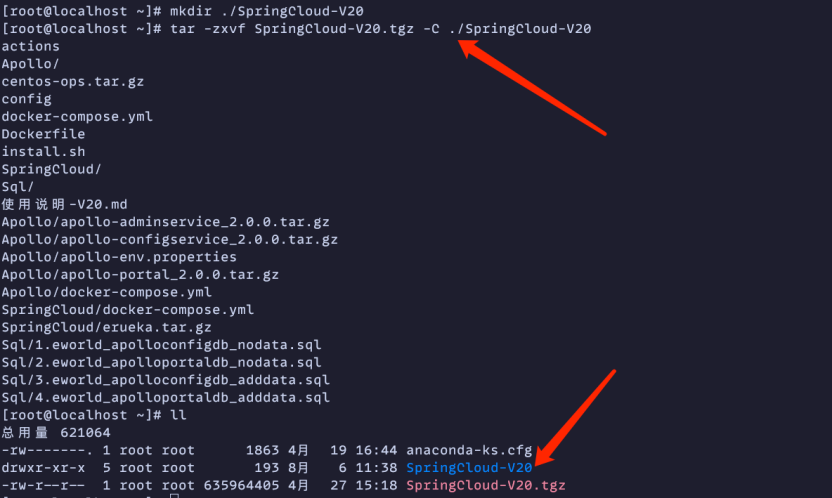 [root@localhost ~]# mkdir ./SpringCloud-V20
[root@localhost ~]# tar -zxvf SpringCloud-V20.tgz -C ./SpringCloud-V20
actions
Apollo/
centos-ops.tar.gz
config
docker-compose.yml
Dockerfile
install.sh
SpringCloud/
Sql/
使用说明-V20.md
Apollo/apollo-adminservice_2.0.0.tar.gz
Apollo/apollo-configservice_2.0.0.tar.gz
Apollo/apollo-env.properties
Apollo/apollo-portal_2.0.0.tar.gz
Apollo/docker-compose.yml
SpringCloud/docker-compose.yml
SpringCloud/erueka.tar.gz
Sql/1.eworld_apolloconfigdb_nodata.sql
Sql/2.eworld_apolloportaldb_nodata.sql
Sql/3.eworld_apolloconfigdb_adddata.sql
Sql/4.eworld_apolloportaldb_adddata.sql
[root@localhost ~]# ll
总用量 621064
-rw-------. 1 root root 1863 4月 19 16:44 anaconda-ks.cfg
drwxr-xr-x 5 root root 193 8月 6 11:38 SpringCloud-V20
-rw-r--r-- 1 root root 635964405 4月 27 15:18 SpringCloud-V20.tgz